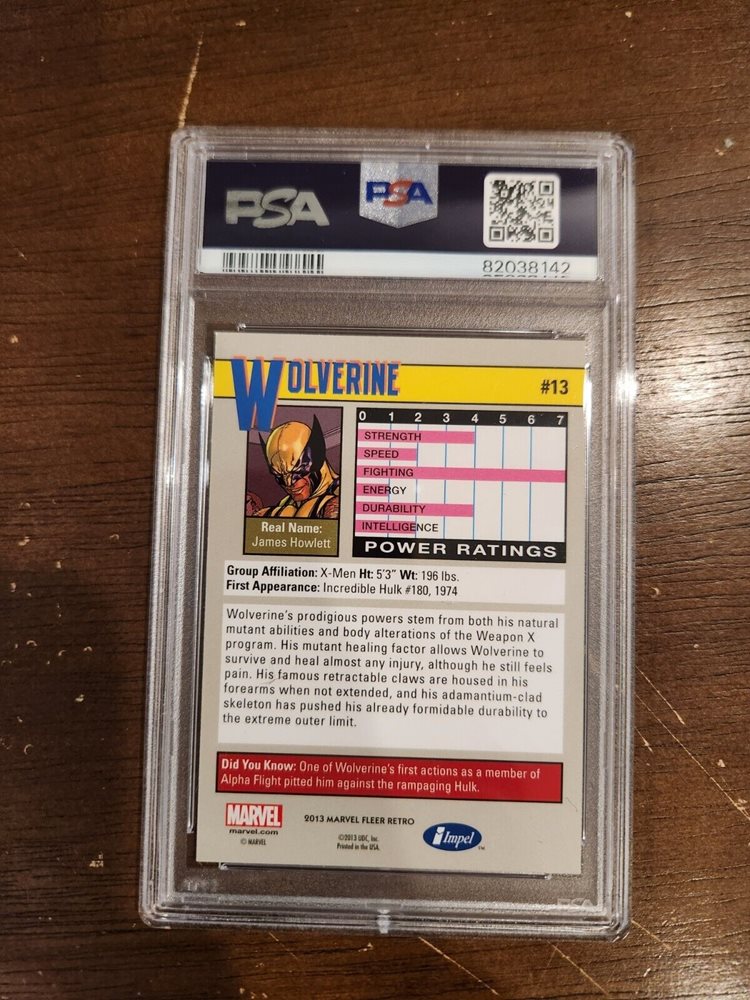 PSA
PSA
82038142
WOLVERINE
#13
0 1 2 3 4 5 6 7
STRENGTH
SPEED
FIGHTING
ENERGY
DURABILITY
INTELLIGENCE
POWER RATINGS
Real Name:
James Howlett
Group Affiliation: X-Men Ht: 5'3" Wt: 196 lbs.
First Appearance: Incredible Hulk #180, 1974
Wolverine's prodigious powers stem from both his natural
mutant abilities and body alterations of the Weapon X
program. His mutant healing factor allows Wolverine to
survive and heal almost any injury, although he still feels
pain. His famous retractable claws are housed in his
forearms when not extended, and his adamantium-clad
skeleton has pushed his already formidable durability to
the extreme outer limit.
Did You Know: One of Wolverine's first actions as a member of
Alpha Flight pitted him against the rampaging Hulk.
MARVEL
marvel.com
© MARVEL
2013 MARVEL FLEER RETRO
©2013 UDC, Inc.
Printed in the USA.
Impel
TM
PSA